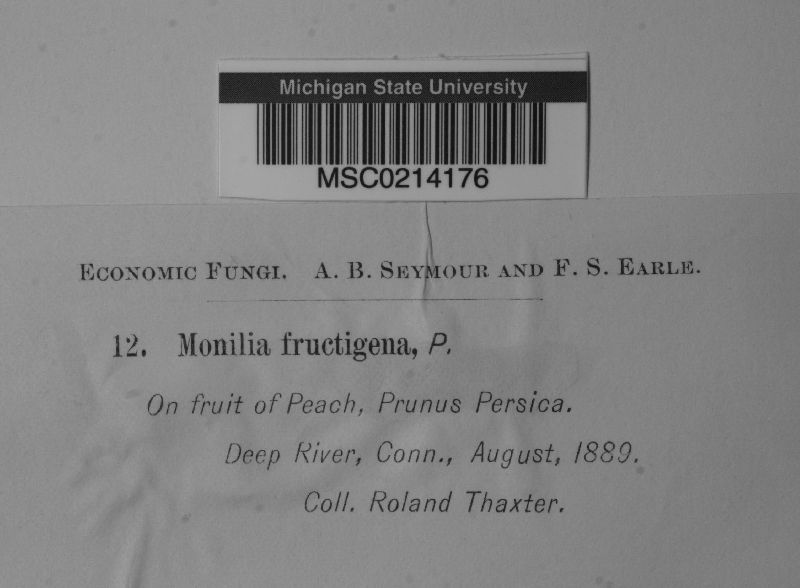 Michigan State University
MSC0214176
Economic Fungi. A. B. Seymour and F. S. Earle.
12. Monilia fructigena, P.
On fruit of Peach, Prunus Persica.
Deep River, Conn., August, 1889.
Coll. Roland Thaxter.